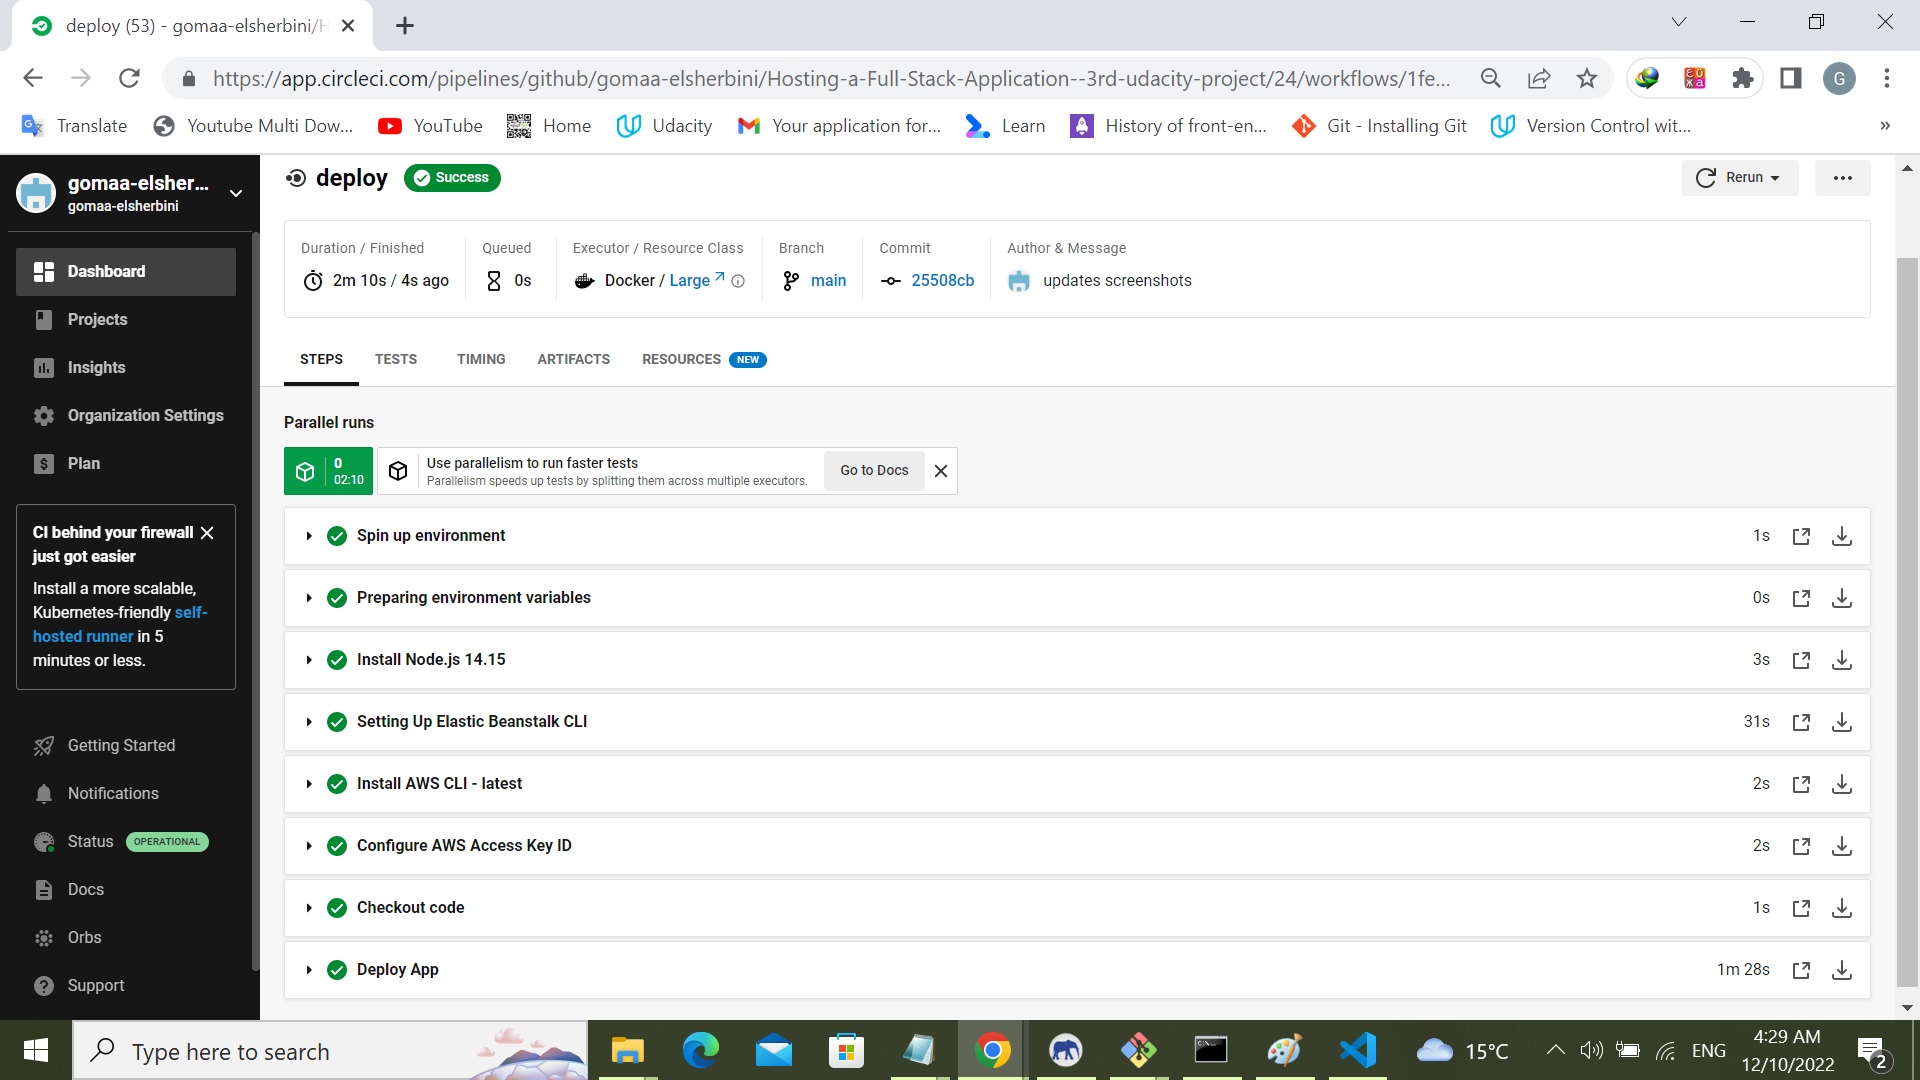 deploy (53) - gomaa-elsherbini/H
https://app.circleci.com/pipelines/github/gomaa-elsherbini/Hosting-a-Full-Stack-Application--3rd-udacity-project/24/workflows/1fe...
G
Translate
Youtube Multi Dow...
YouTube
Home
Udacity
Your application for...
Learn
History of front-en...
Git - Installing Git
Version Control wit...
»
gomaa-elsher...
gomaa-elsherbini
Dashboard
Projects
Insights
Organization Settings
Plan
CI behind your firewall
just got easier
Install a more scalable,
Kubernetes-friendly self-
hosted runner in 5
minutes or less.
Getting Started
Notifications
Status OPERATIONAL
Docs
Orbs
Support
deploy Success
Rerun
Duration / Finished
2m 10s / 4s ago
Queued
0s
Executor / Resource Class
Docker / Large
Branch
main
Commit
25508cb
Author & Message
updates screenshots
STEPS TESTS TIMING ARTIFACTS RESOURCES NEW
Parallel runs
0
02:10
Use parallelism to run faster tests
Parallelism speeds up tests by splitting them across multiple executors.
Go to Docs
Spin up environment 1s
Preparing environment variables 0s
Install Node.js 14.15 3s
Setting Up Elastic Beanstalk CLI 31s
Install AWS CLI - latest 2s
Configure AWS Access Key ID 2s
Checkout code 1s
Deploy App 1m 28s
Type here to search
15°C
ENG
4:29 AM
12/10/2022
2